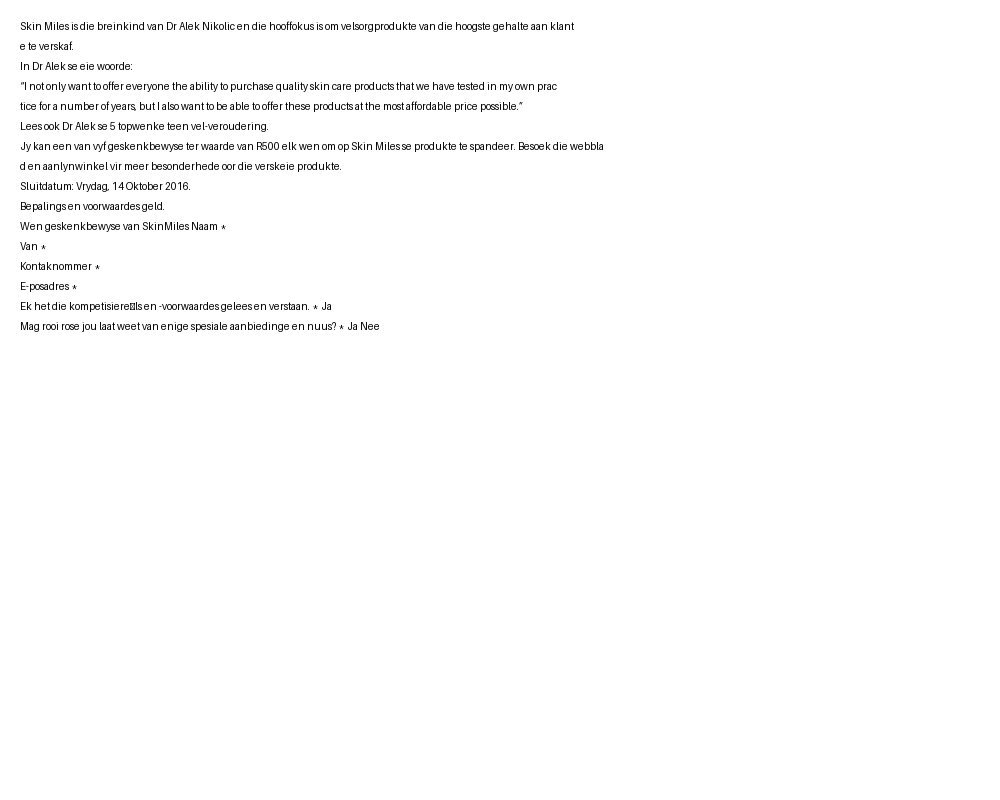 Skin Miles is die breinkind van Dr Alek Nikolic en die hooffokus is om velsorgprodukte van die hoogste gehalte aan klant
e te verskaf.
In Dr Alek se eie woorde:
“I not only want to offer everyone the ability to purchase quality skin care products that we have tested in my own prac
tice for a number of years, but I also want to be able to offer these products at the most affordable price possible.”
Lees ook Dr Alek se 5 topwenke teen vel-veroudering.
Jy kan een van vyf geskenkbewyse ter waarde van R500 elk wen om op Skin Miles se produkte te spandeer. Besoek die webbla
d en aanlynwinkel vir meer besonderhede oor die verskeie produkte.
Sluitdatum: Vrydag, 14 Oktober 2016.
Bepalings en voorwaardes geld.
Wen geskenkbewyse van SkinMiles Naam *
Van *
Kontaknommer *
E-posadres *
Ek het die kompetisiere□ls en -voorwaardes gelees en verstaan. * Ja
Mag rooi rose jou laat weet van enige spesiale aanbiedinge en nuus? * Ja Nee